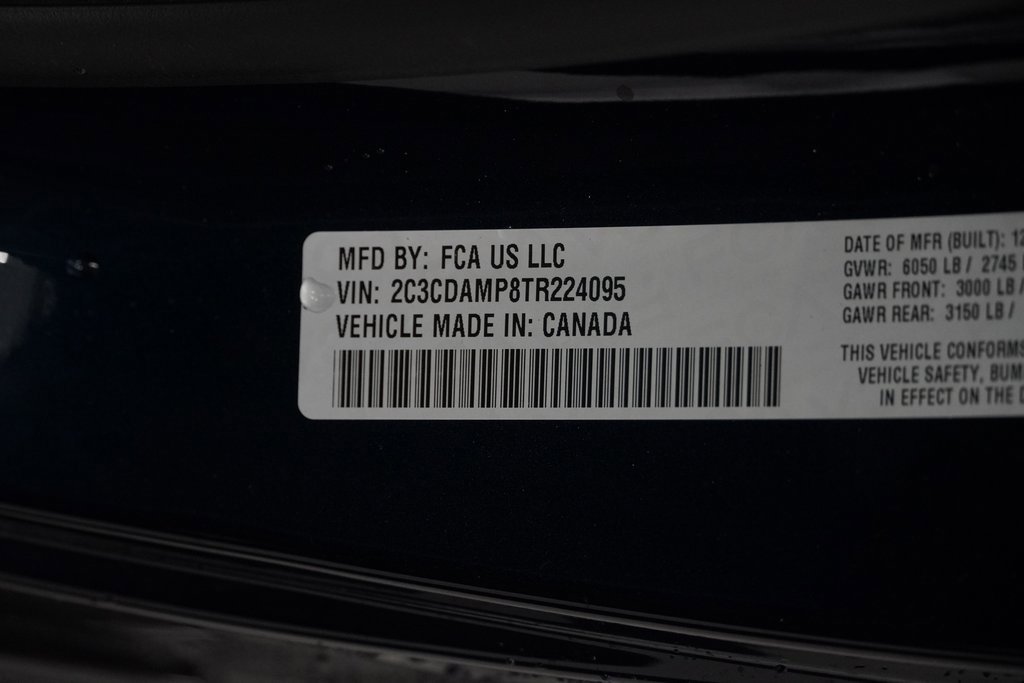 MFD BY: FCA US LLC
VIN: 2C3CDAMP8TR224095
VEHICLE MADE IN: CANADA
DATE OF MFR (BUILT): 12
GVWR: 6050 LB / 2745
GAWR FRONT: 3000 LB /
GAWR REAR: 3150 LB /
THIS VEHICLE CONFORMS
VEHICLE SAFETY, BUM
IN EFFECT ON THE